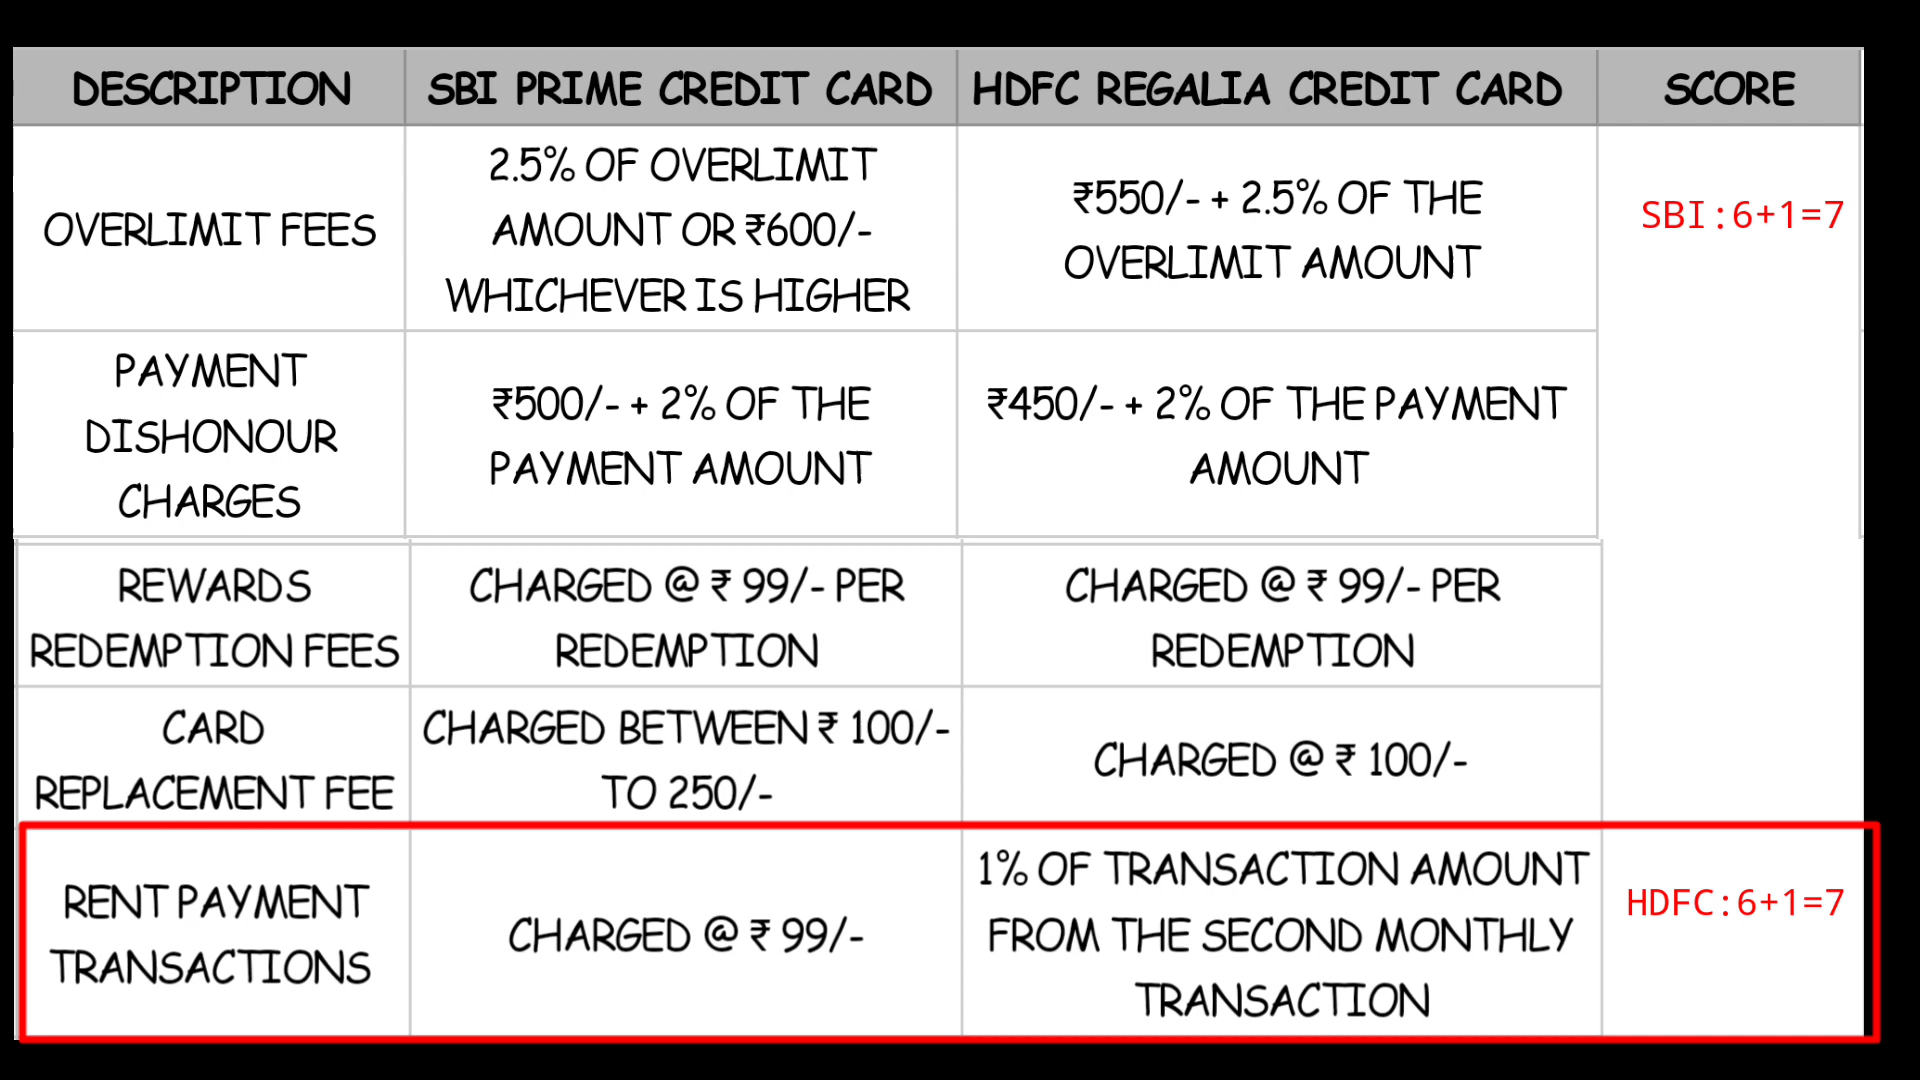 DESCRIPTION
SBI PRIME CREDIT CARD
HDFC REGALIA CREDIT CARD
SCORE
OVERLIMIT FEES
2.5% OF OVERLIMIT
AMOUNT OR ₹600/-
WHICHEVER IS HIGHER
₹550/- + 2.5% OF THE
OVERLIMIT AMOUNT
SBI:6+1=7
PAYMENT
DISHONOUR
CHARGES
₹500/- + 2% OF THE
PAYMENT AMOUNT
₹450/- + 2% OF THE PAYMENT
AMOUNT
REWARDS
REDEMPTION FEES
CHARGED @ ₹ 99/- PER
REDEMPTION
CHARGED @ ₹ 99/- PER
REDEMPTION
CARD
REPLACEMENT FEE
CHARGED BETWEEN ₹ 100/-
TO 250/-
CHARGED @ ₹ 100/-
RENT PAYMENT
TRANSACTIONS
CHARGED @ ₹ 99/-
1% OF TRANSACTION AMOUNT
FROM THE SECOND MONTHLY
TRANSACTION
HDFC:6+1=7